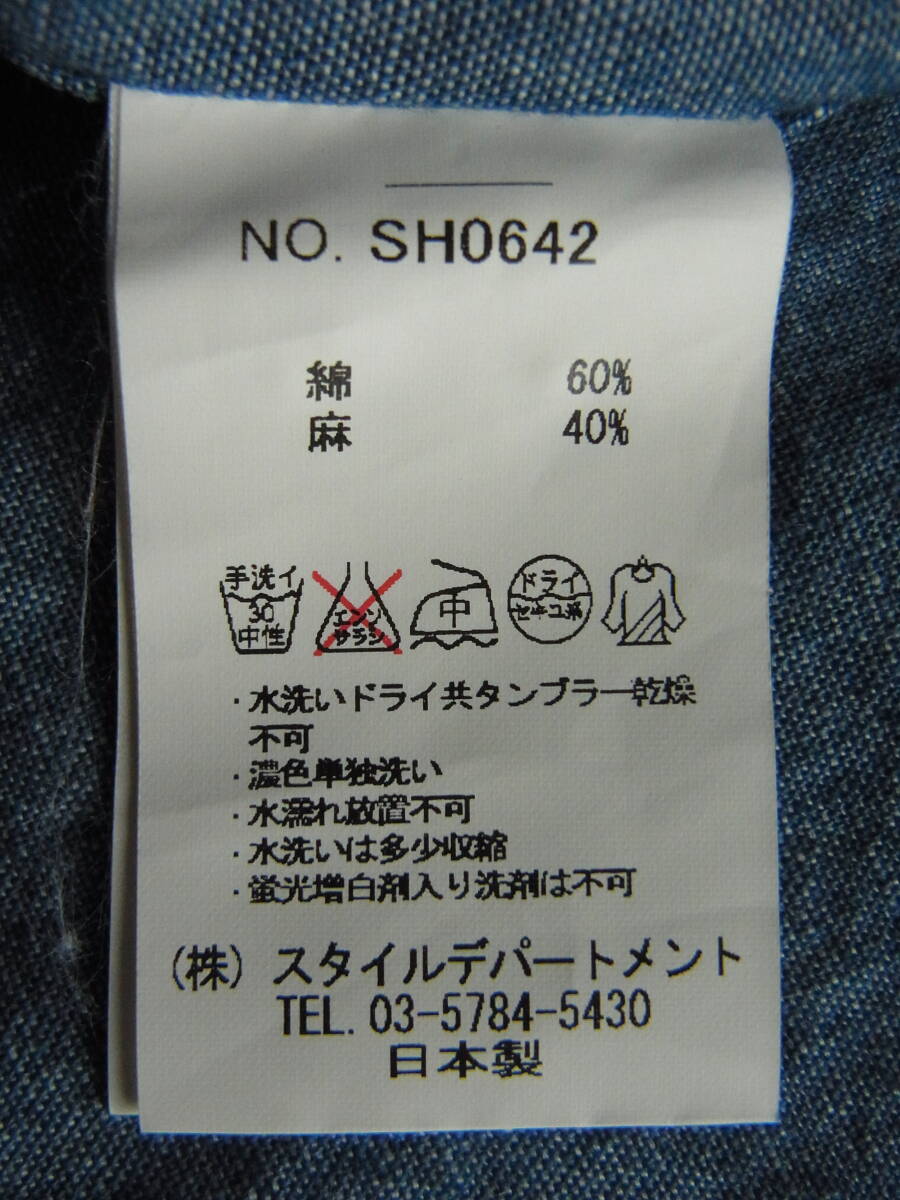 NO. SH0642
綿 60%
麻 40%
手洗イ
30
中性
エンソ
サラシ
中
ドライ
セキユ系
・水洗いドライ共タンブラー乾燥
不可
・濃色単独洗い
・水濡れ放置不可
・水洗いは多少収縮
・蛍光増白剤入り洗剤は不可
(株) スタイルデパートメント
TEL. 03-5784-5430
日本製